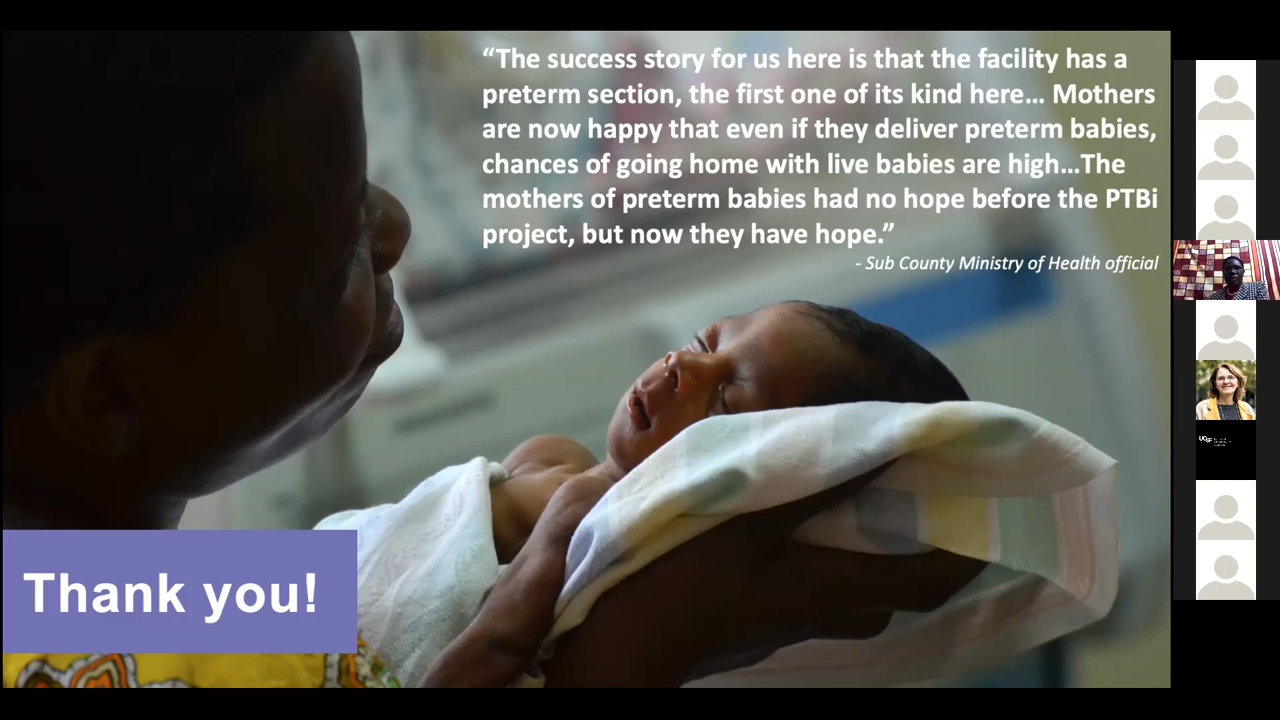 “The success story for us here is that the facility has a
preterm section, the first one of its kind here... Mothers
are now happy that even if they deliver preterm babies,
chances of going home with live babies are high...The
mothers of preterm babies had no hope before the PTBi
project, but now they have hope.”
- Sub County Ministry of Health official
Thank you!
UCSF